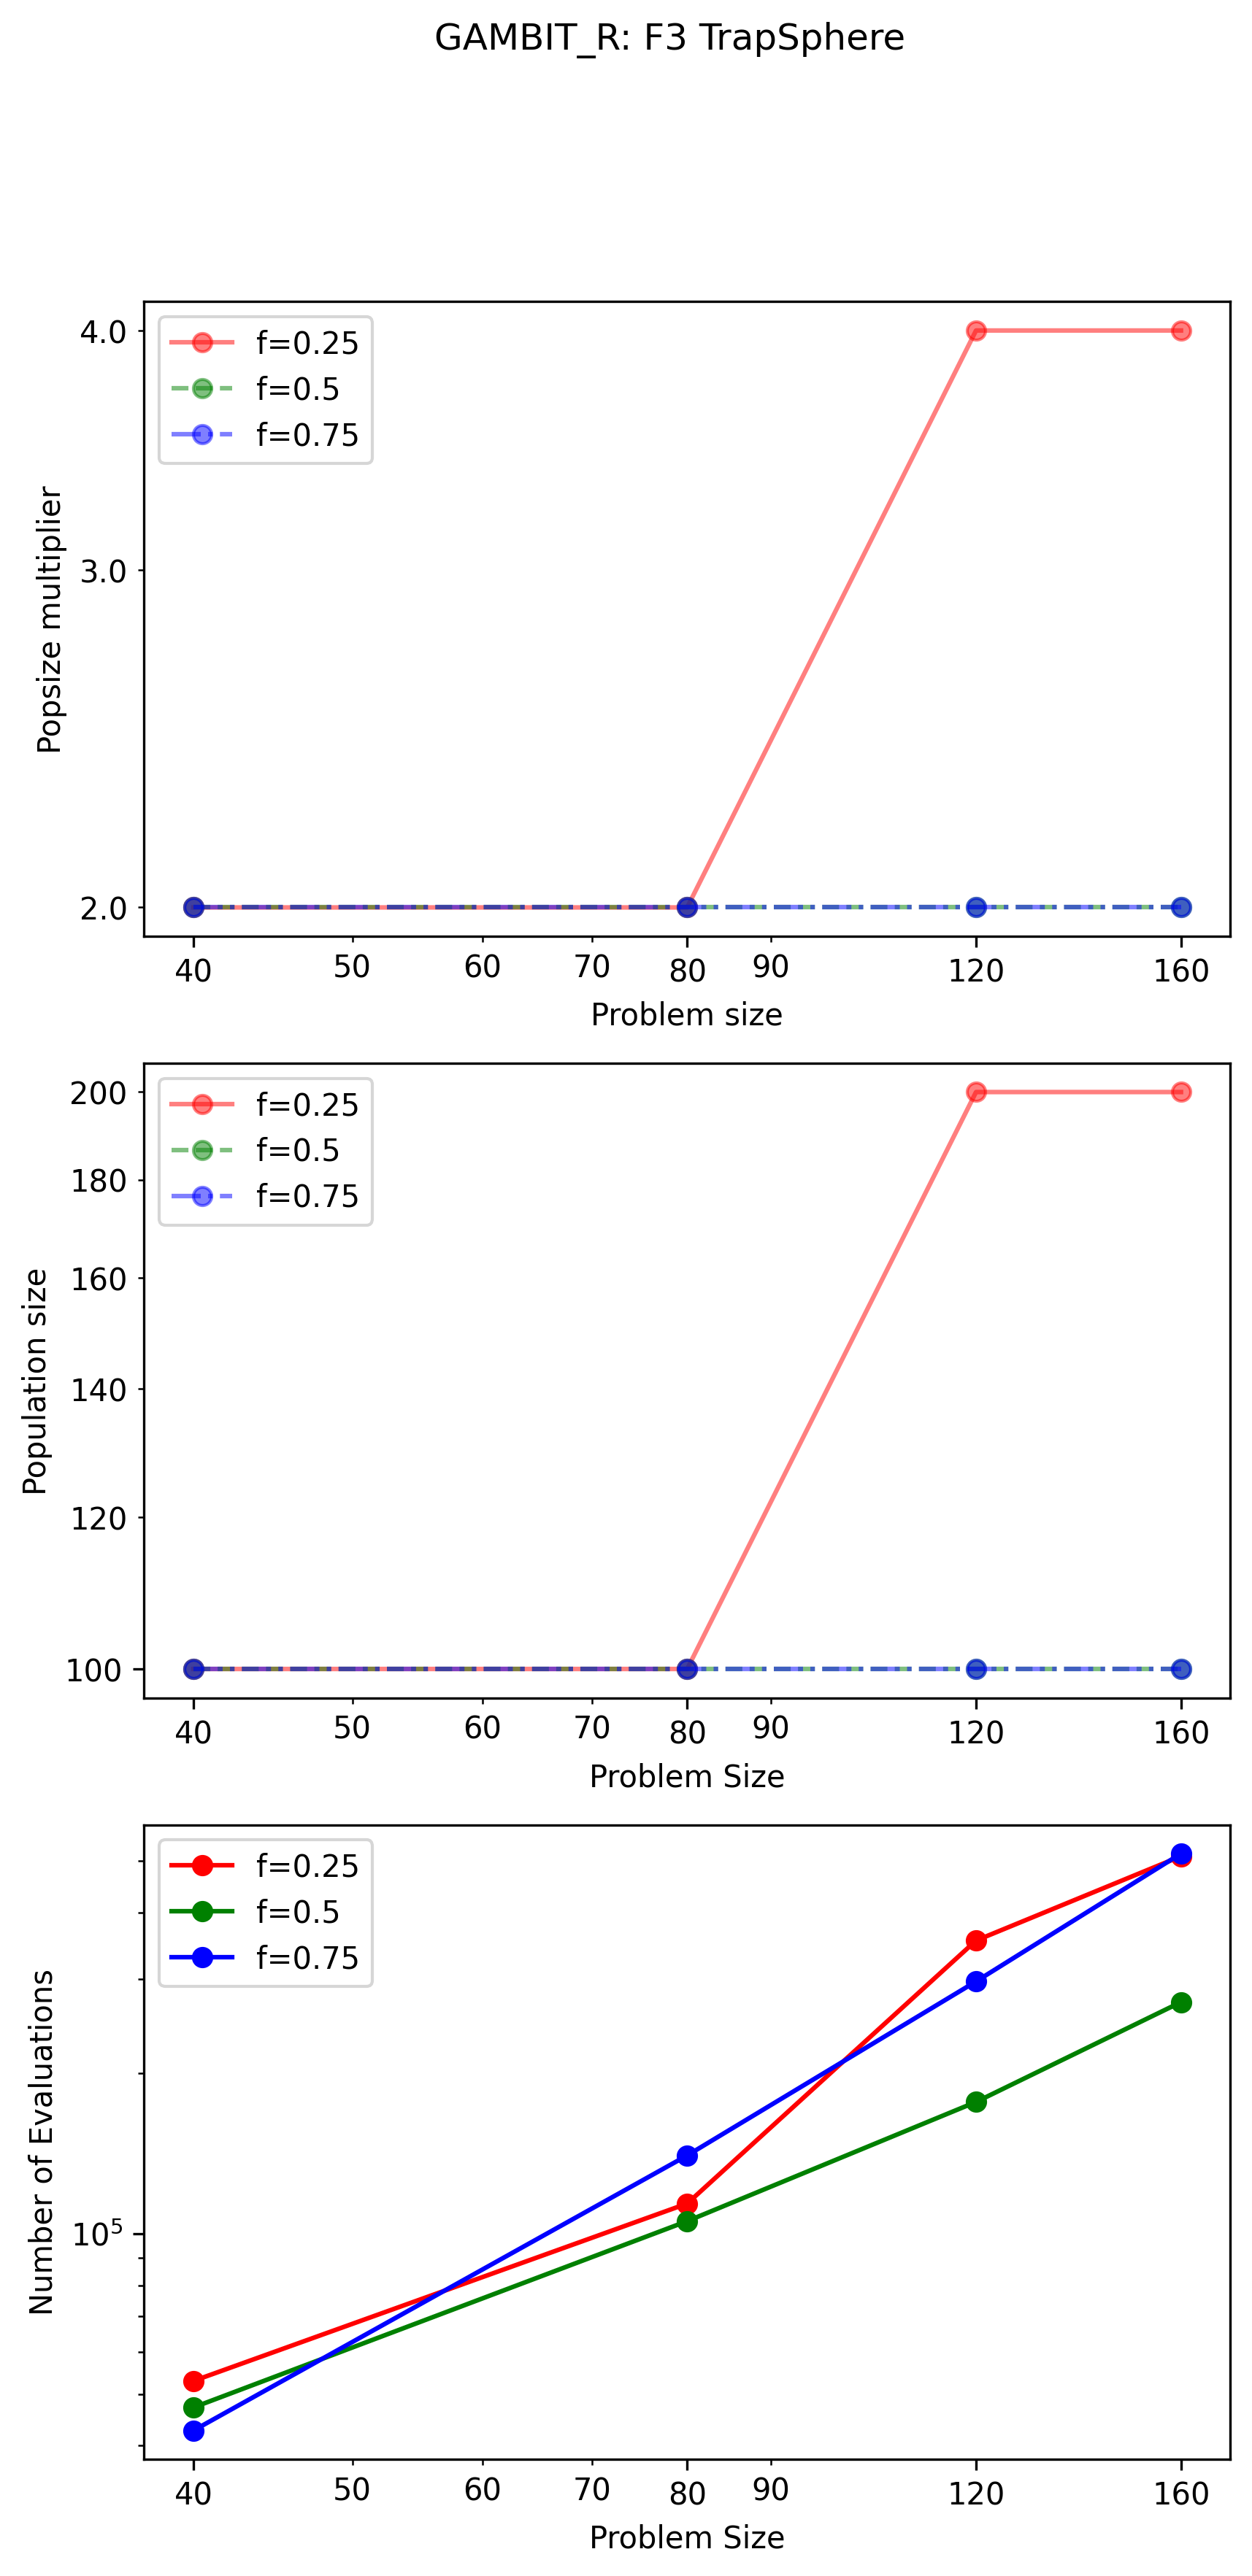 GAMBIT_R: F3 TrapSphere
f=0.25
f=0.5
f=0.75
4.0
3.0
2.0
Popsize multiplier
40 50 60 70 80 90 120 160
Problem size
f=0.25
f=0.5
f=0.75
200
180
160
140
120
100
Population size
40 50 60 70 80 90 120 160
Problem Size
f=0.25
f=0.5
f=0.75
10⁵
Number of Evaluations
40 50 60 70 80 90 120 160
Problem Size